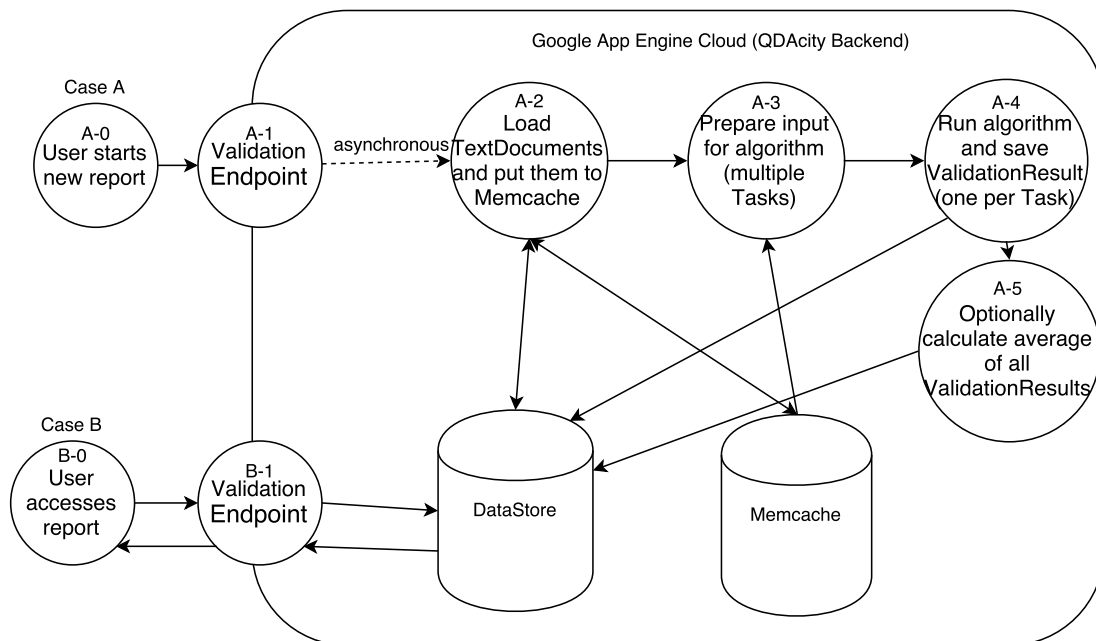 Google App Engine Cloud (QDAcity Backend)
Case A
A-0
User starts
new report
A-1
Validation
Endpoint
asynchronous
A-2
Load
TextDocuments
and put them to
Memcache
A-3
Prepare input
for algorithm
(multiple
Tasks)
A-4
Run algorithm
and save
ValidationResult
(one per Task)
A-5
Optionally
calculate average
of all
ValidationResults
Case B
B-0
User
accesses
report
B-1
Validation
Endpoint
DataStore
Memcache